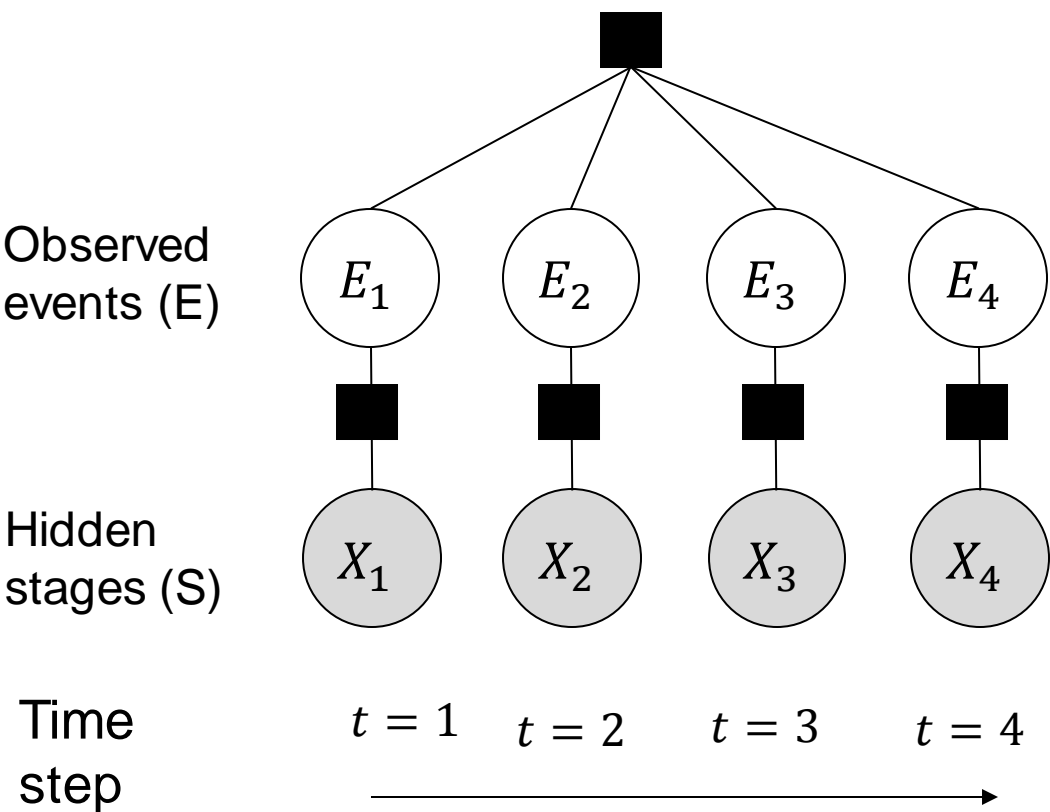 Observed
events (E)
E₁ E₂ E₃ E₄
Hidden
stages (S)
X₁ X₂ X₃ X₄
Time
step
t = 1 t = 2 t = 3 t = 4